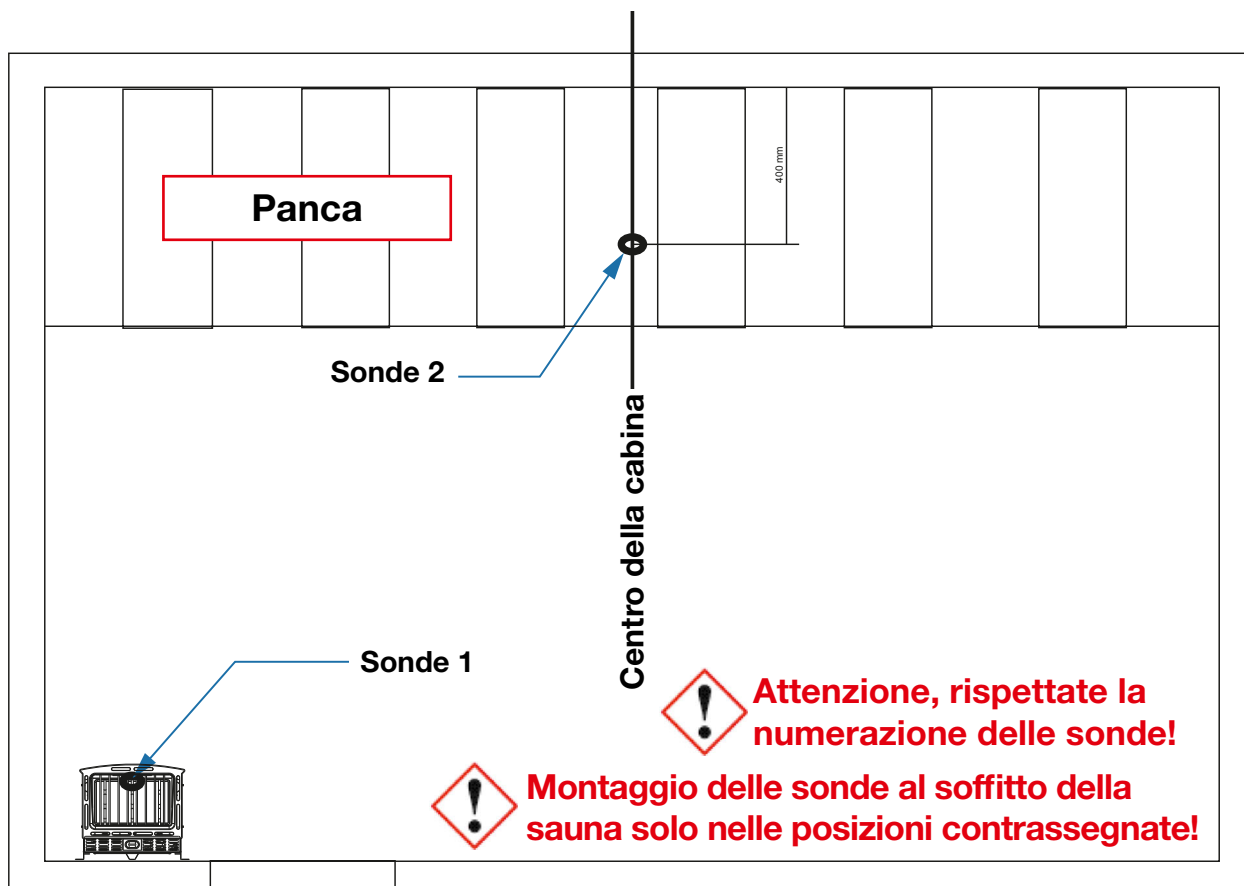 400 mm
Panca
Sonde 2
Centro della cabina
Sonde 1
Attenzione, rispettate la
numerazione delle sonde!
Montaggio delle sonde al soffitto della
sauna solo nelle posizioni contrassegnate!